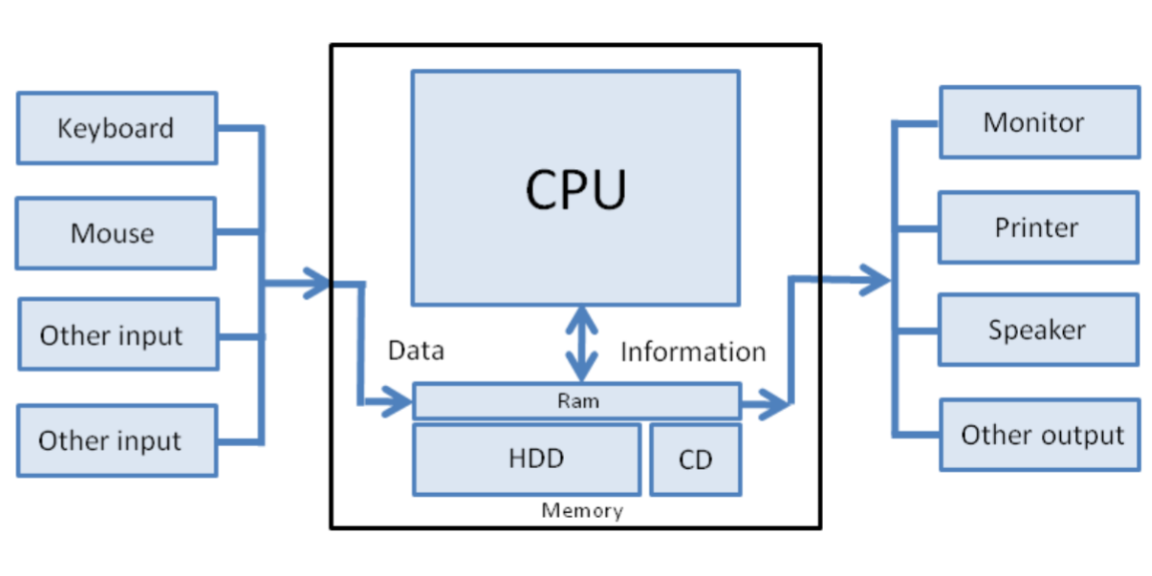 Keyboard
Mouse
Other input
Other input
CPU
Data
Information
Ram
HDD
CD
Memory
Monitor
Printer
Speaker
Other output